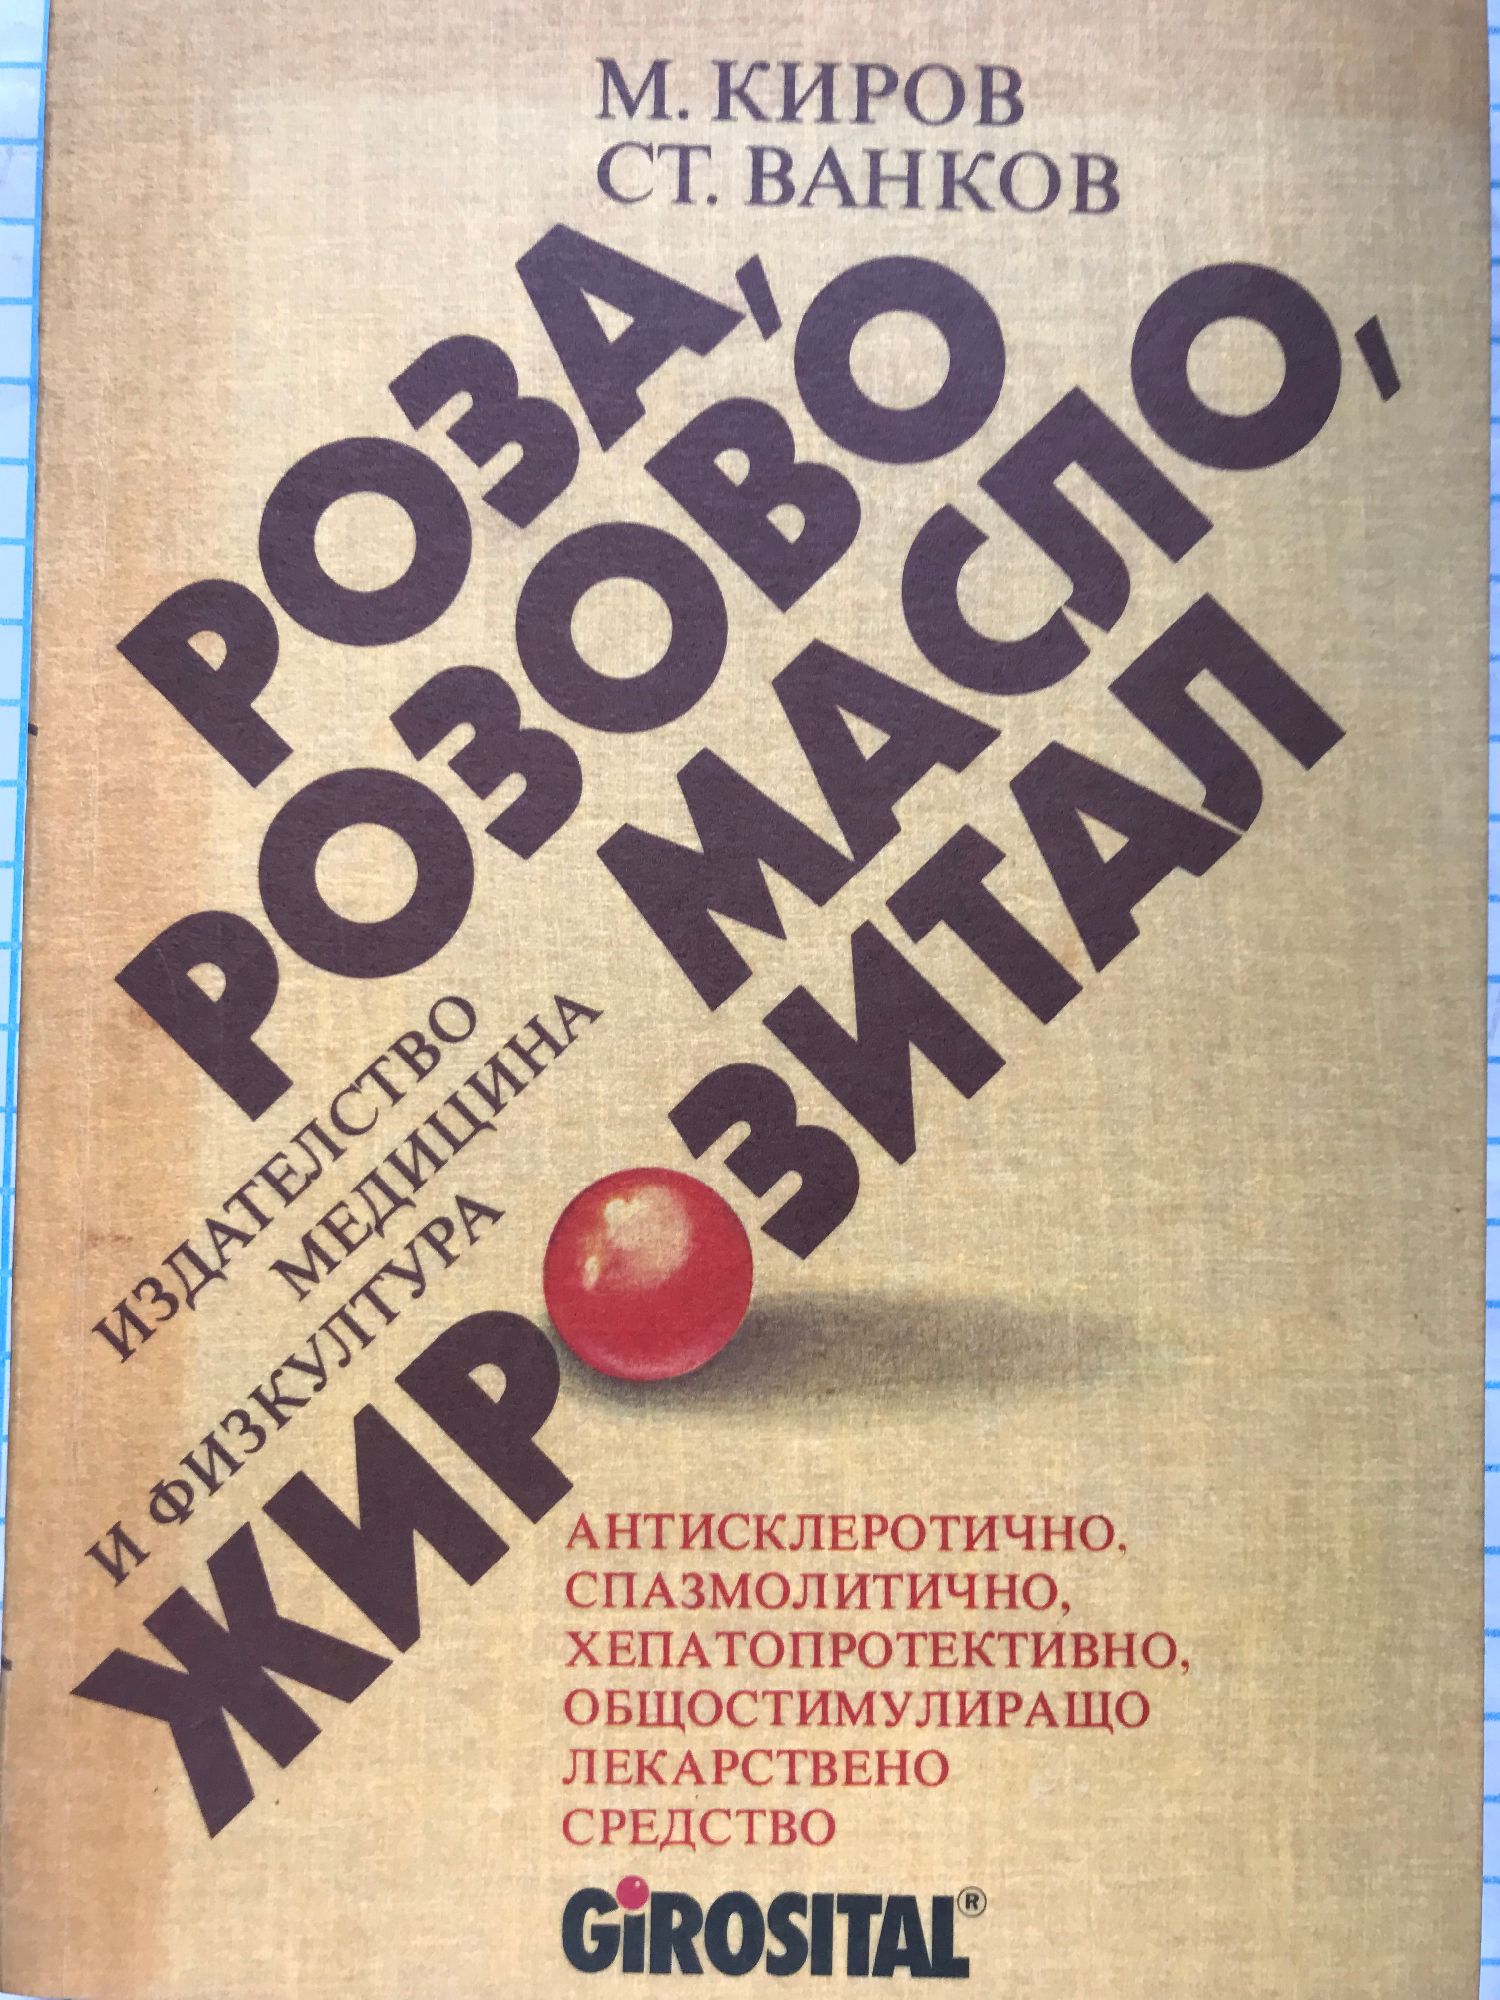 М. КИРОВ
СТ. ВАНКОВ
РОЗА,
РОЗОВО
МАСЛО,
ЖИРОЗИТАЛ
ИЗДАТЕЛСТВО
МЕДИЦИНА
И ФИЗКУЛТУРА
АНТИСКЛЕРОТИЧНО,
СПАЗМОЛИТИЧНО,
ХЕПАТОПРОТЕКТИВНО,
ОБЩОСТИМУЛИРАЩО
ЛЕКАРСТВЕНО
СРЕДСТВО
GiROSITAL®